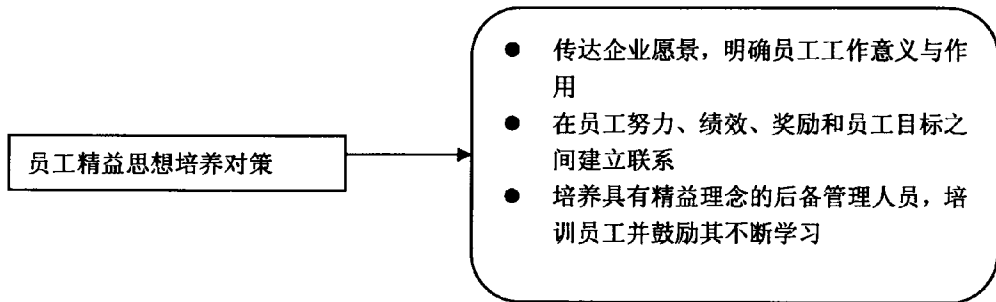 员工精益思想培养对策
● 传达企业愿景，明确员工工作意义与作
用
● 在员工努力、绩效、奖励和员工目标之
间建立联系
● 培养具有精益理念的后备管理人员，培
训员工并鼓励其不断学习